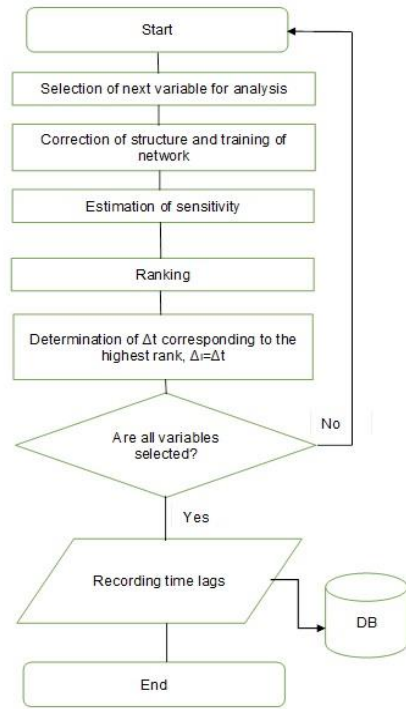 Start
Selection of next variable for analysis
Correction of structure and training of
network
Estimation of sensitivity
Ranking
Determination of Δt corresponding to the
highest rank, Δᵢ=Δt
Are all variables
selected?
No
Yes
Recording time lags
DB
End